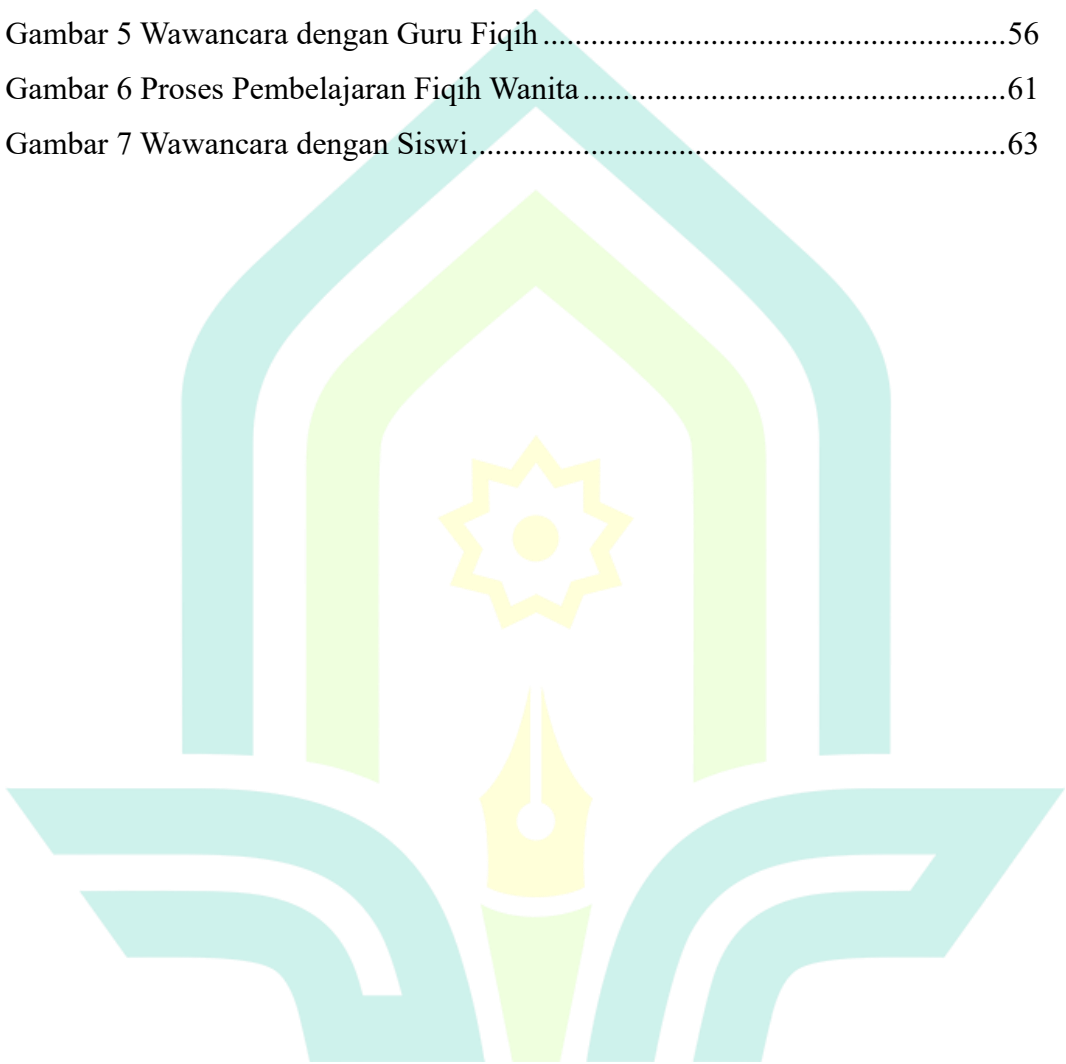 Gambar 5 Wawancara dengan Guru Fiqih..........................................................56
Gambar 6 Proses Pembelajaran Fiqih Wanita.....................................................61
Gambar 7 Wawancara dengan Siswi...................................................................63